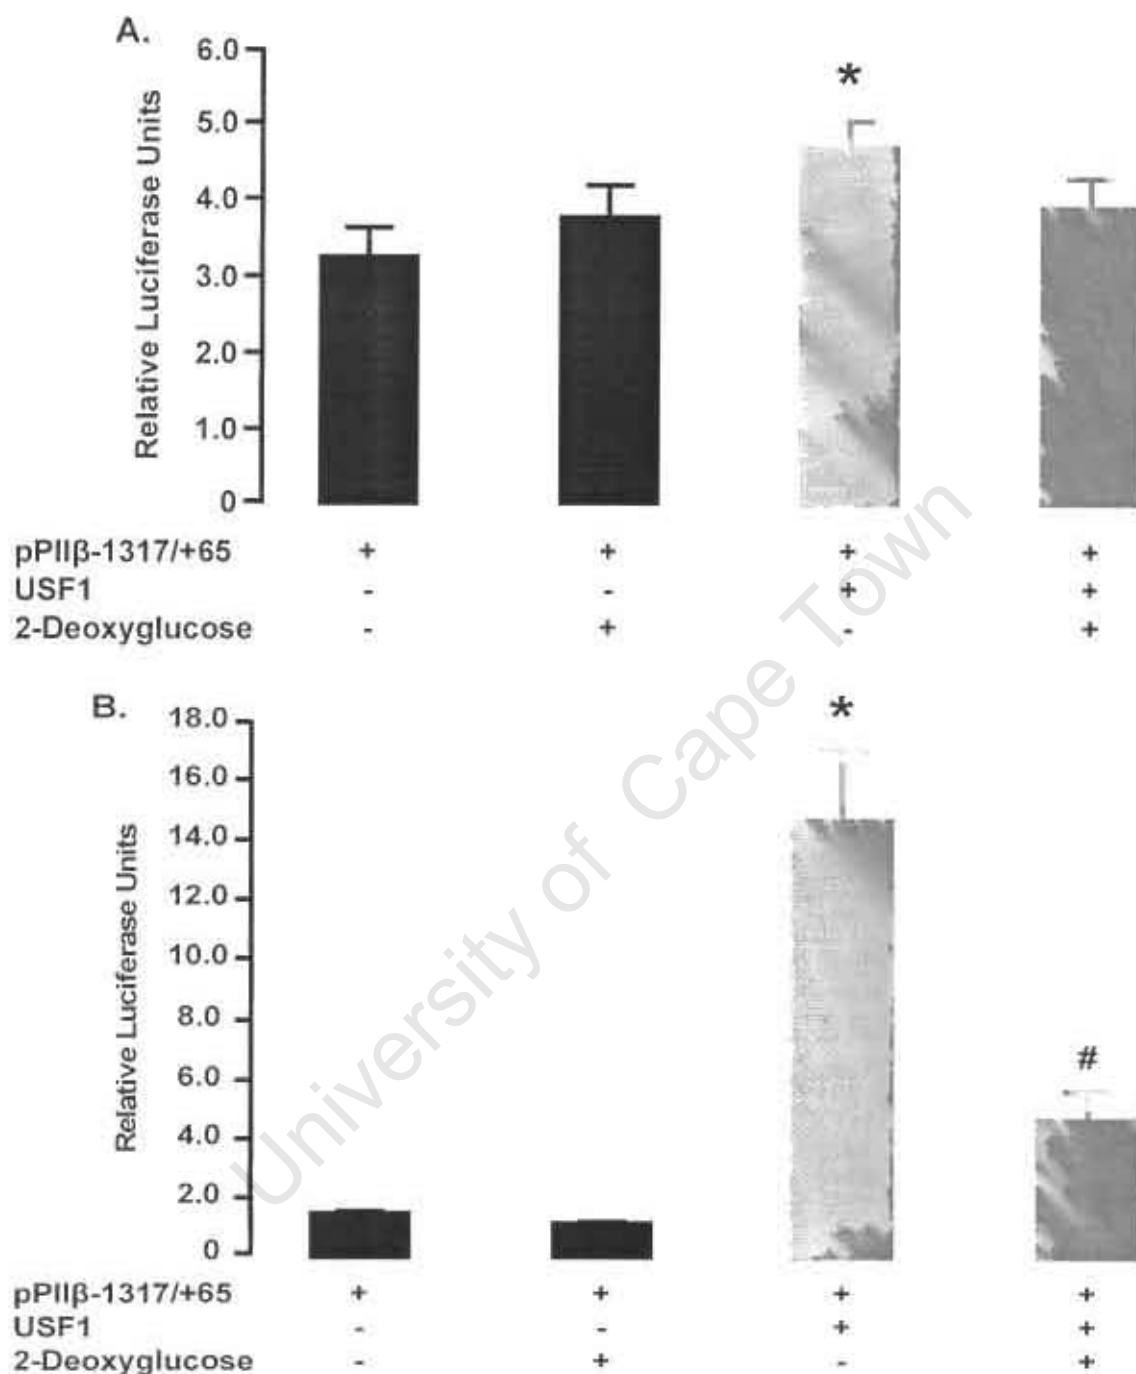 A.
Relative Luciferase Units
6.0
5.0
4.0
3.0
2.0
1.0
0
*
pPIIβ-1317/+65 + + + +
USF1 - - + +
2-Deoxyglucose - + - +
B.
Relative Luciferase Units
18.0
16.0
14.0
12.0
10.0
8.0
6.0
4.0
2.0
0
*
#
pPIIβ-1317/+65 + + + +
USF1 - - + +
2-Deoxyglucose - + - +
University of Cape Town